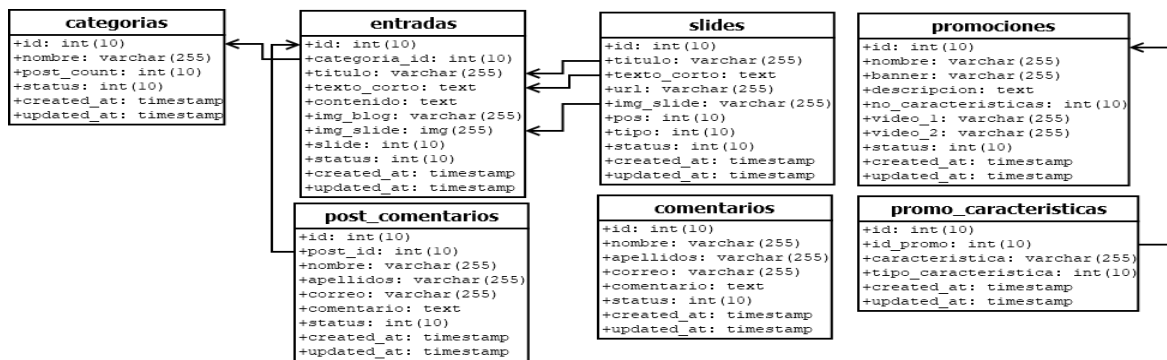 categorias
+id: int(10)
+nombre: varchar(255)
+post_count: int(10)
+status: int(10)
+created_at: timestamp
+updated_at: timestamp
entradas
+id: int(10)
+categoria_id: int(10)
+titulo: varchar(255)
+texto_corto: text
+contenido: text
+img_blog: varchar(255)
+img_slide: img(255)
+slide: int(10)
+status: int(10)
+created_at: timestamp
+updated_at: timestamp
slides
+id: int(10)
+titulo: varchar(255)
+texto_corto: text
+url: varchar(255)
+img_slide: varchar(255)
+pos: int(10)
+tipo: int(10)
+status: int(10)
+created_at: timestamp
+updated_at: timestamp
promociones
+id: int(10)
+nombre: varchar(255)
+banner: varchar(255)
+descripcion: text
+no_caracteristicas: int(10)
+video_1: varchar(255)
+video_2: varchar(255)
+status: int(10)
+created_at: timestamp
+updated_at: timestamp
post_comentarios
+id: int(10)
+post_id: int(10)
+nombre: varchar(255)
+apellidos: varchar(255)
+correo: varchar(255)
+comentario: text
+status: int(10)
+created_at: timestamp
+updated_at: timestamp
comentarios
+id: int(10)
+nombre: varchar(255)
+apellidos: varchar(255)
+correo: varchar(255)
+comentario: text
+status: int(10)
+created_at: timestamp
+updated_at: timestamp
promo_caracteristicas
+id: int(10)
+id_promo: int(10)
+caracteristica: varchar(255)
+tipo_caracteristica: int(10)
+created_at: timestamp
+updated_at: timestamp